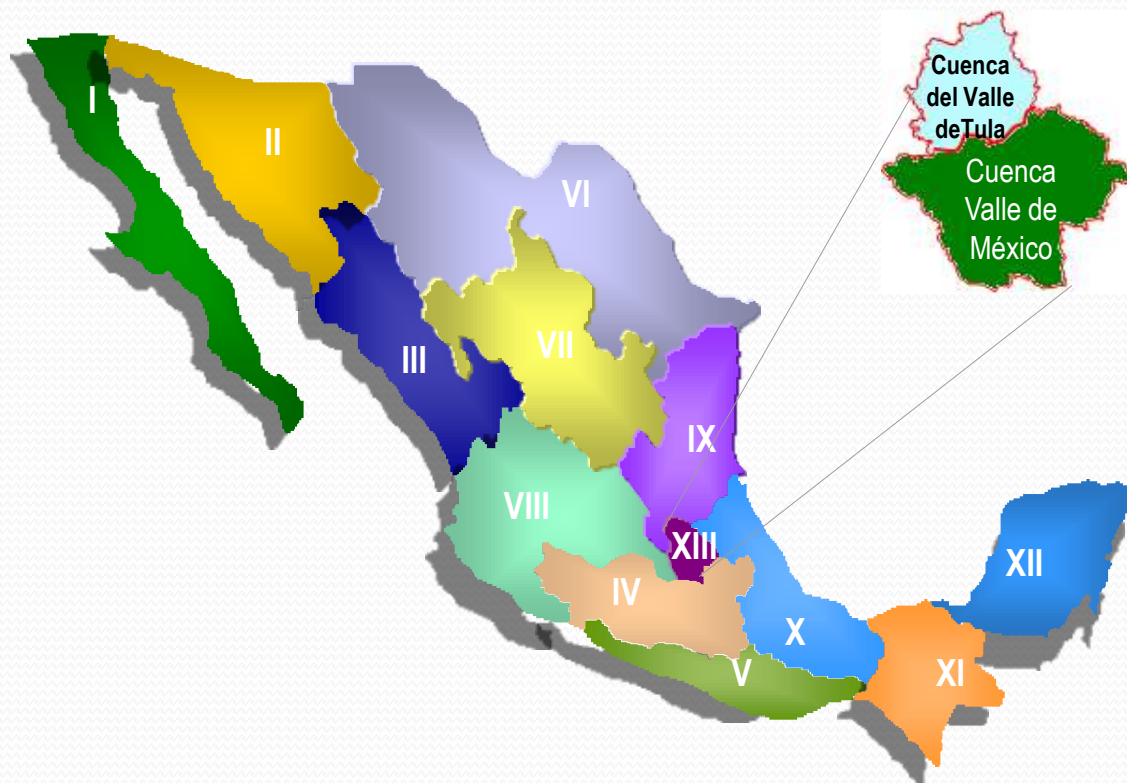 Cuenca
del Valle
deTula
Cuenca
Valle de
México
I
II
VI
III
VII
IX
VIII
XIII
XII
IV
X
V
XI